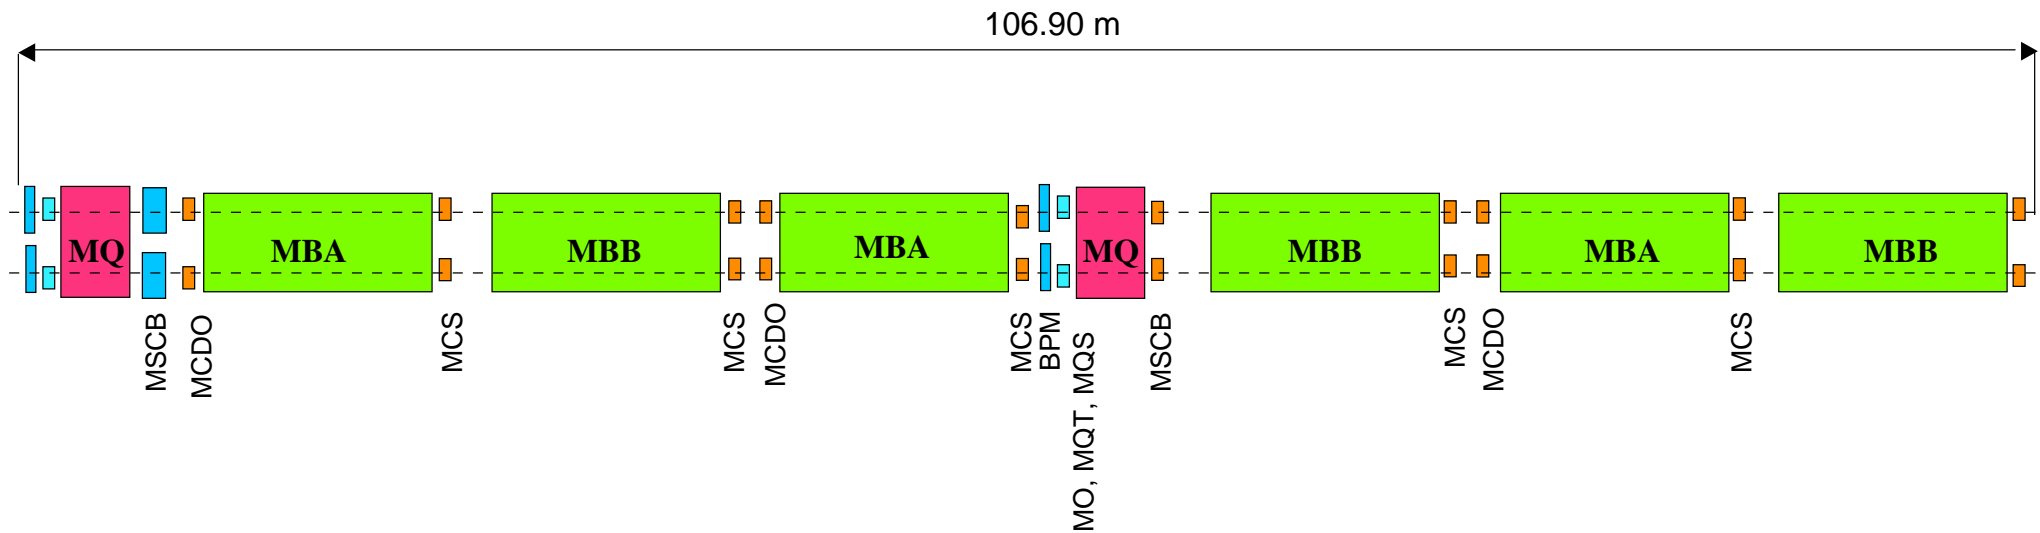 106.90 m
MQ
MBA
MBB
MBA
MQ
MBB
MBA
MBB
MSCB
MCDO
MCS
MCS
MCDO
MCS
BPM
MO, MQT, MQS
MSCB
MCS
MCDO
MCS